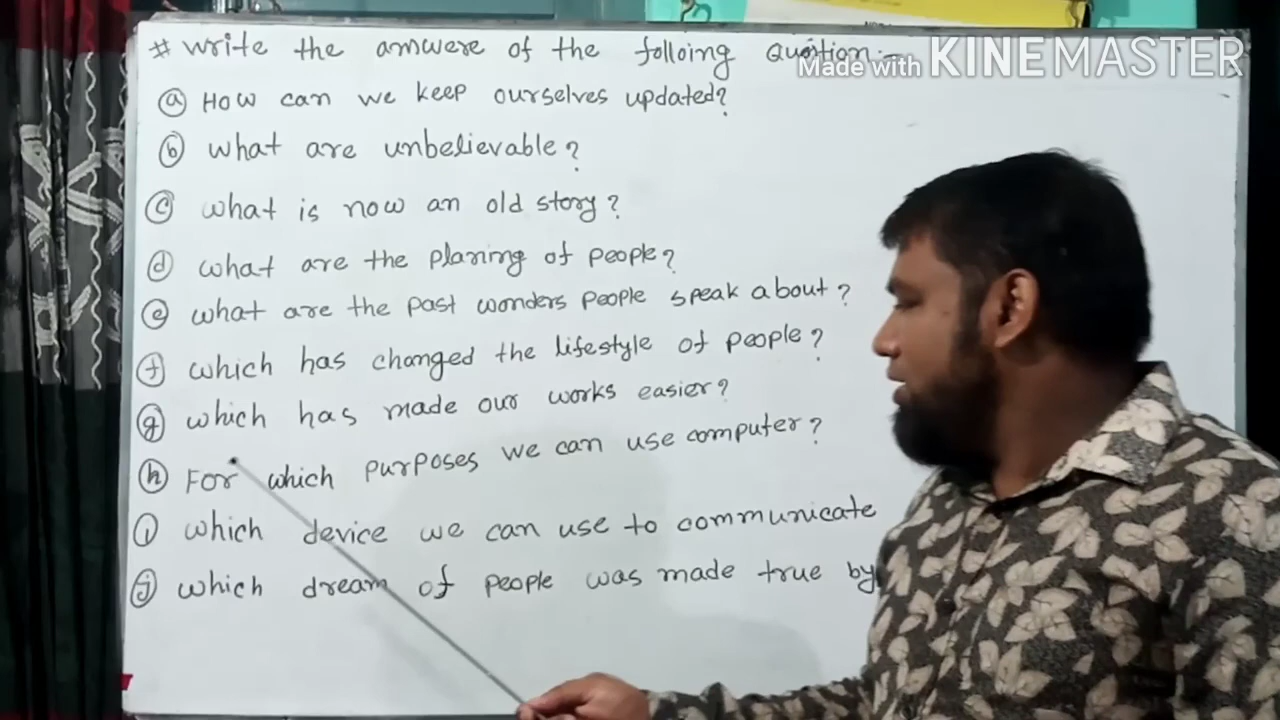 # Write the amwere of the folloing Question:-
Made with KINEMASTER
ⓐ How can we keep ourselves updated?
ⓑ What are unbelievable?
ⓒ what is now an old story?
ⓓ what are the planing of people?
ⓔ what are the past wonders people speak about?
ⓕ which has changed the lifestyle of people?
ⓖ which has made our works easier?
ⓗ For which purposes we can use computer?
ⓘ which device we can use to communicate
ⓙ which dream of people was made true by